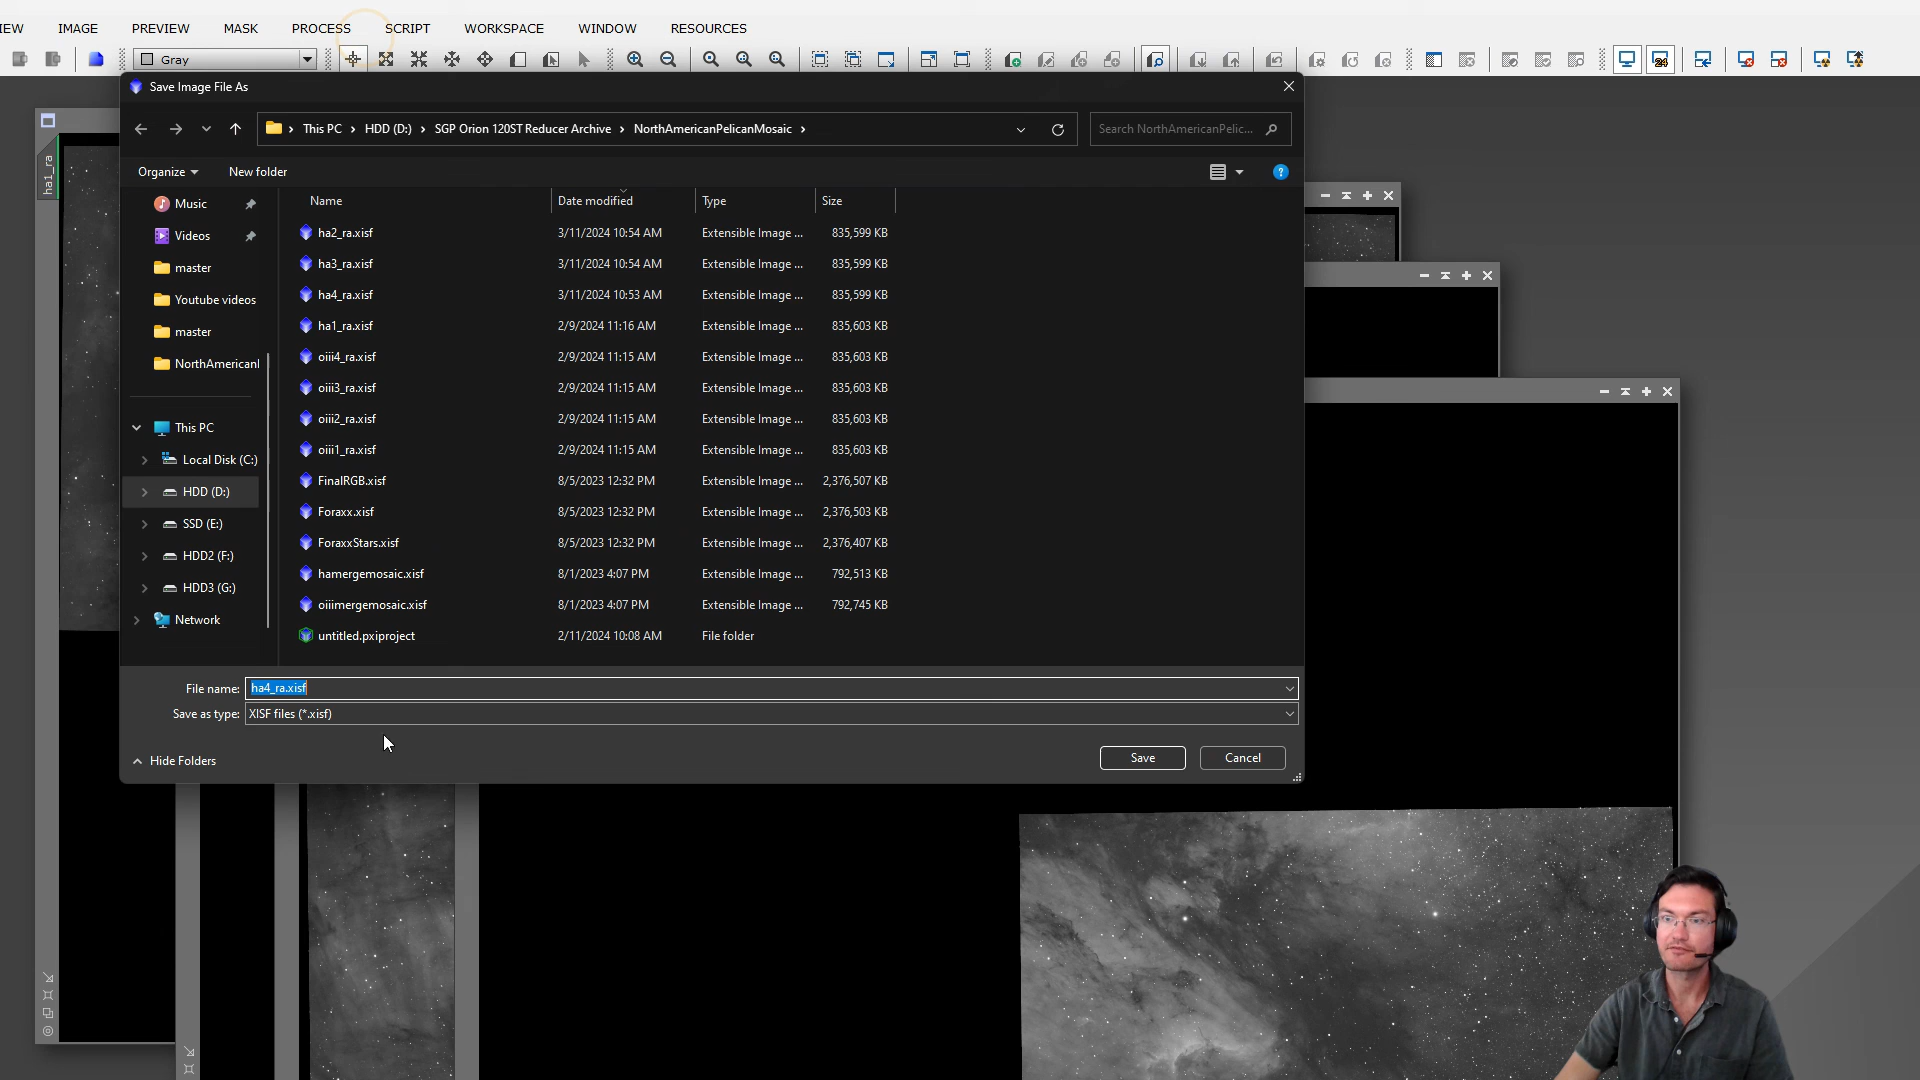 EW IMAGE PREVIEW MASK PROCESS SCRIPT WORKSPACE WINDOW RESOURCES
Gray
24
Save Image File As
This PC HDD (D:) SGP Orion 120ST Reducer Archive NorthAmericanPelicanMosaic
Search NorthAmericanPelic...
Organize New folder
?
ha1_ra
Music
Videos
master
Youtube videos
master
NorthAmericanI
This PC
Local Disk (C:)
HDD (D:)
SSD (E:)
HDD2 (F:)
HDD3 (G:)
Network
Name Date modified Type Size
ha2_ra.xisf 3/11/2024 10:54 AM Extensible Image ... 835,599 KB
ha3_ra.xisf 3/11/2024 10:54 AM Extensible Image ... 835,599 KB
ha4_ra.xisf 3/11/2024 10:53 AM Extensible Image ... 835,599 KB
ha1_ra.xisf 2/9/2024 11:16 AM Extensible Image ... 835,603 KB
oiii4_ra.xisf 2/9/2024 11:15 AM Extensible Image ... 835,603 KB
oiii3_ra.xisf 2/9/2024 11:15 AM Extensible Image ... 835,603 KB
oiii2_ra.xisf 2/9/2024 11:15 AM Extensible Image ... 835,603 KB
oiii1_ra.xisf 2/9/2024 11:15 AM Extensible Image ... 835,603 KB
FinalRGB.xisf 8/5/2023 12:32 PM Extensible Image ... 2,376,507 KB
Foraxx.xisf 8/5/2023 12:32 PM Extensible Image ... 2,376,503 KB
ForaxxStars.xisf 8/5/2023 12:32 PM Extensible Image ... 2,376,407 KB
hamergemosaic.xisf 8/1/2023 4:07 PM Extensible Image ... 792,513 KB
oiiimergemosaic.xisf 8/1/2023 4:07 PM Extensible Image ... 792,745 KB
untitled.pxiproject 2/11/2024 10:08 AM File folder
File name: ha4_ra.xisf
Save as type: XISF files (*.xisf)
Hide Folders Save Cancel